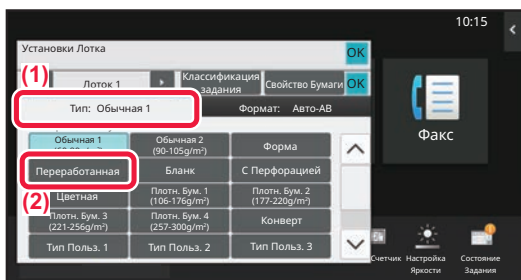 10:15
Установки Лотка
OK
(1)
Лоток 1
Классификация задания
Свойство Бумаги
OK
Тип: Обычная 1
Формат: Авто-AB
Обычная 1
Обычная 2
(90-105g/m²)
Форма
Переработанная
Бланк
С Перфорацией
(2)
Цветная
Плотн. Бум. 1
(106-176g/m²)
Плотн. Бум. 2
(177-220g/m²)
Плотн. Бум. 3
(221-256g/m²)
Плотн. Бум. 4
(257-300g/m²)
Конверт
Тип Польз. 1
Тип Польз. 2
Тип Польз. 3
Факс
Счетчик
Настройка
Яркости
Состояние
Задания